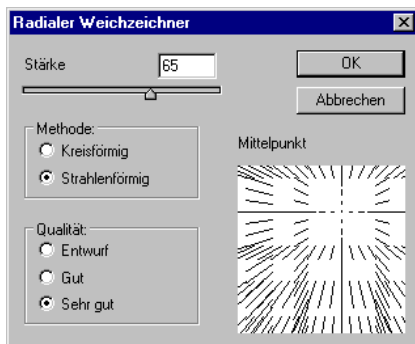 Radialer Weichzeichner
Stärke 65
OK
Abbrechen
Methode:
Kreisförmig
Strahlenförmig
Mittelpunkt
Qualität:
Entwurf
Gut
Sehr gut